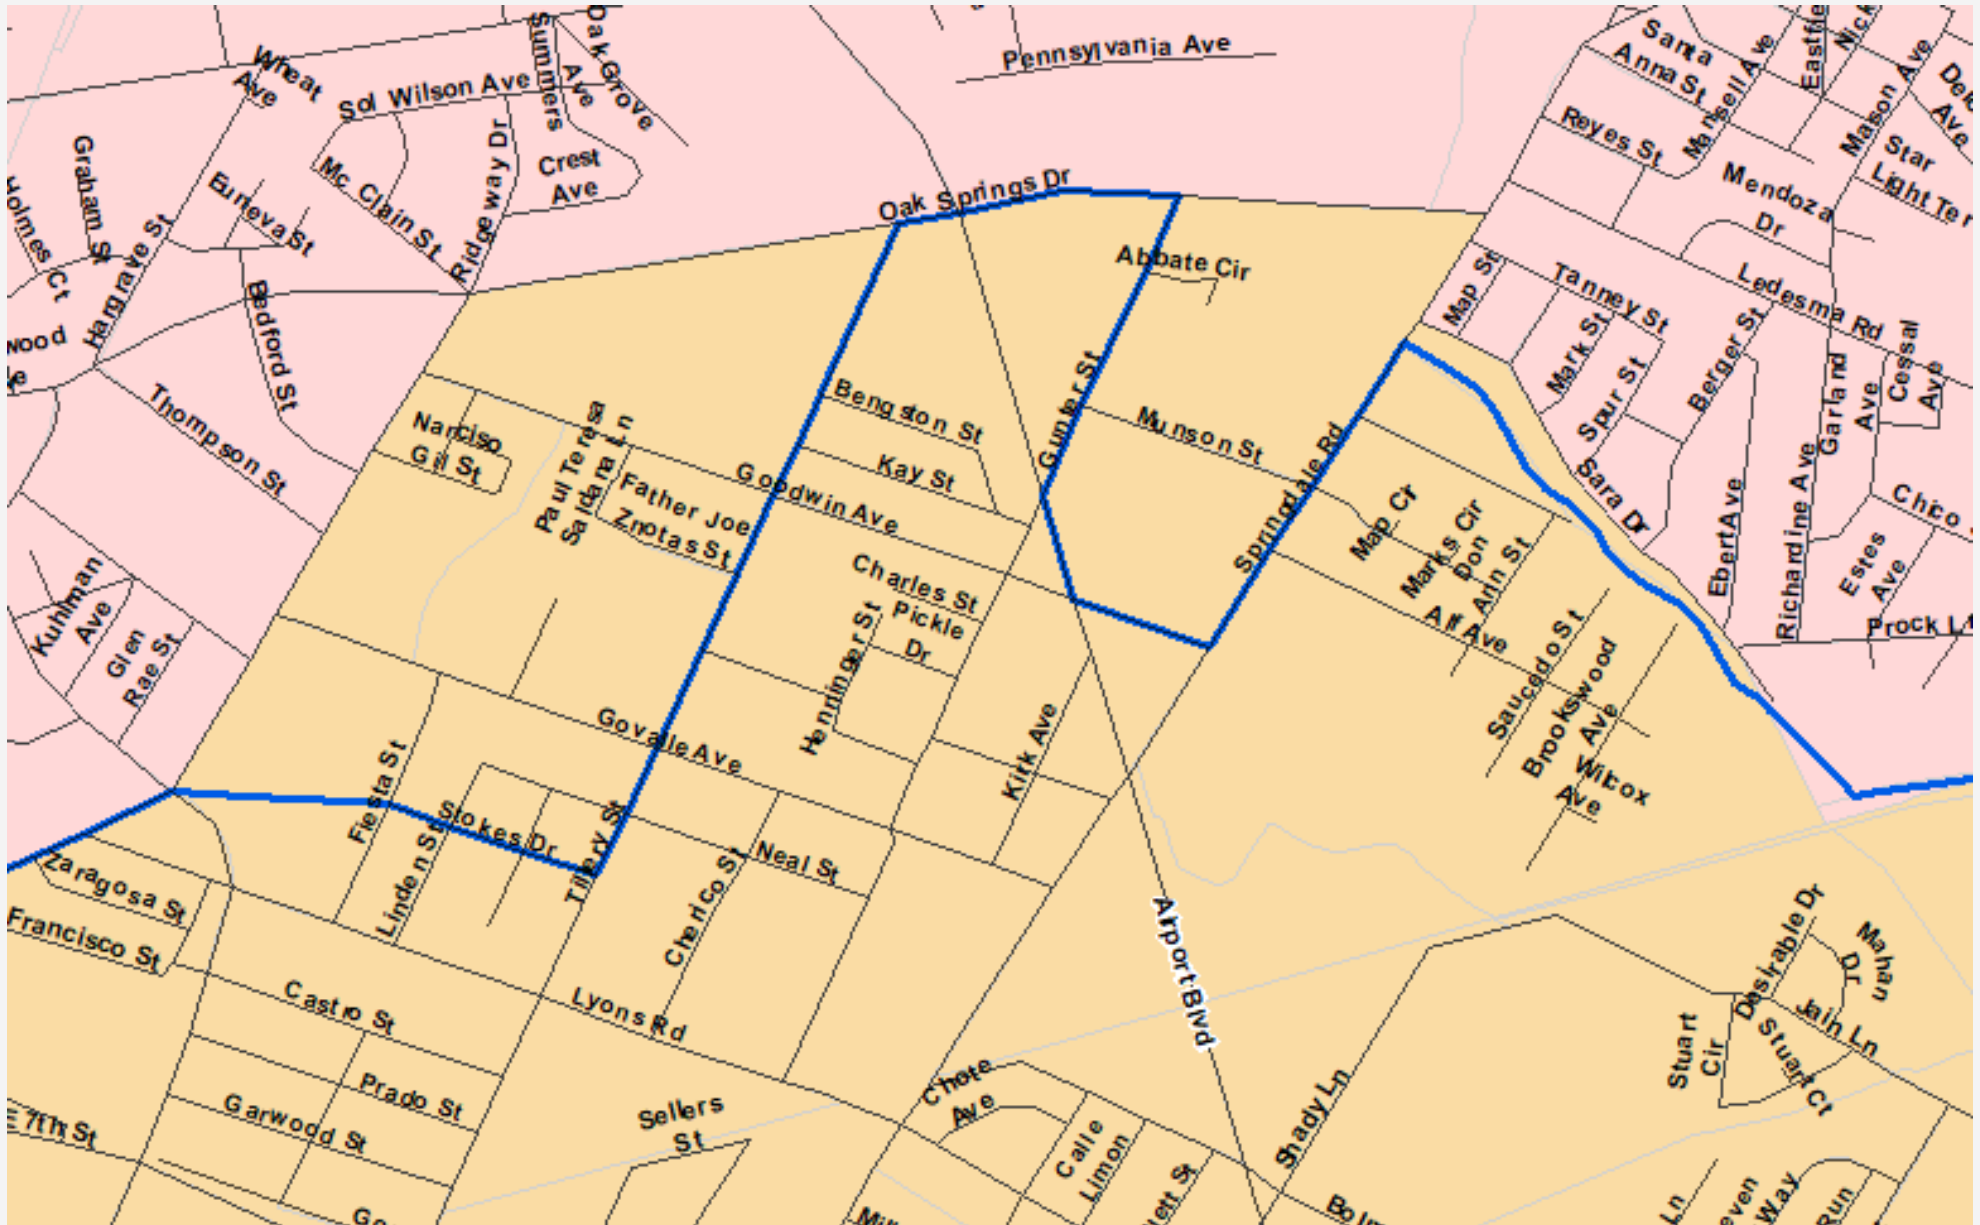 Wheat
Ave
Sol Wilson Ave
Summers
Ave
Oak Grove
Pennsylvania Ave
Santa
Anna St
Mansell Ave
Mason Ave
Reyes St
Star
Light Ter
Mendoza
Dr
Graham St
Holmes Ct
Euneva St
Mc Clain St
Ridgeway Dr
Crest
Ave
Oak Springs Dr
Abbate Cir
Hargrave St
Bedford St
wood
Thompson St
Map St
Tanney St
Ledesma Rd
Mark St
Spur St
Berger St
Garland
Ave
Cessal
Ave
Narciso
Gil St
Paul Teresa
Saldana Ln
Father Joe
Znotas St
Goodwin Ave
Bengston St
Kay St
Gunter St
Munson St
Springdale Rd
Map Cir
Marks Cir
Don
Ann St
Alf Ave
Sara Dr
Ebert Ave
Richardine Ave
Chico
Estes
Ave
Prock Ln
Kuhlman
Ave
Glen
Rae St
Charles St
Pickle
Dr
Henninger St
Govalle Ave
Kirk Ave
Saucedo St
Brookswood
Ave
Wilcox
Ave
Fiesta St
Stokes Dr
Linden St
Tillery St
Neal St
Cherico St
Zaragosa St
Francisco St
Airport Blvd
Desirable Dr
Mahan
Dr
Jain Ln
Stuart
Cir
Stuart Ct
Castro St
Lyons Rd
Prado St
Garwood St
E 7Th St
Sellers
St
Chote
Ave
Calle
Limon
Shady Ln
ett St
Ln
Way
Run